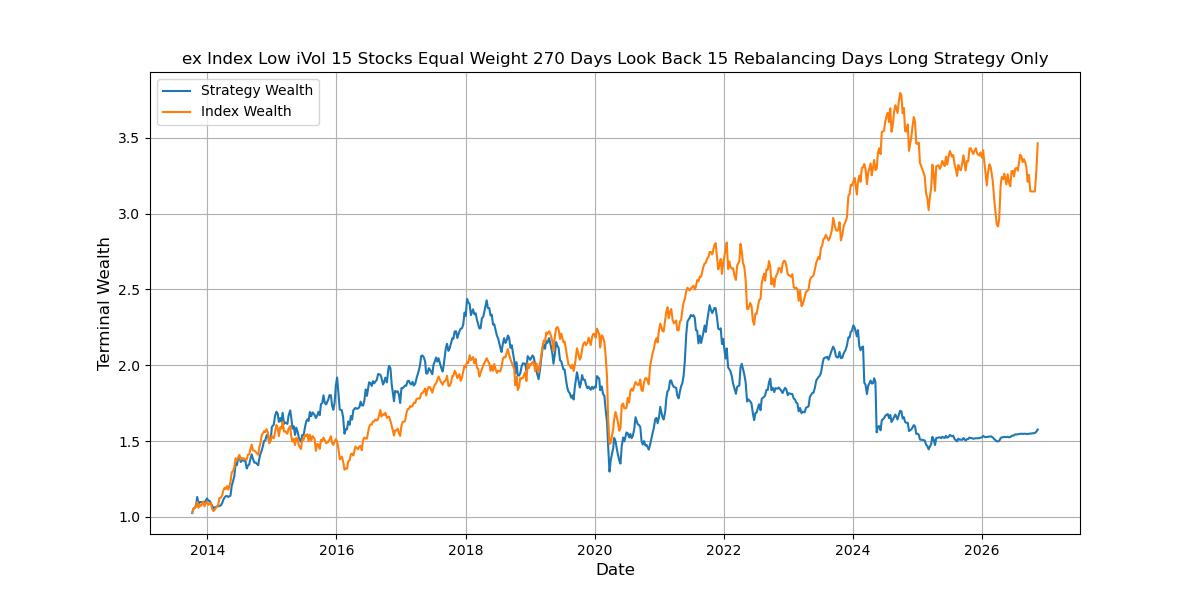 ex Index Low iVol 15 Stocks Equal Weight 270 Days Look Back 15 Rebalancing Days Long Strategy Only
Strategy Wealth
Index Wealth
Terminal Wealth
3.5
3.0
2.5
2.0
1.5
1.0
2014 2016 2018 2020 2022 2024 2026
Date